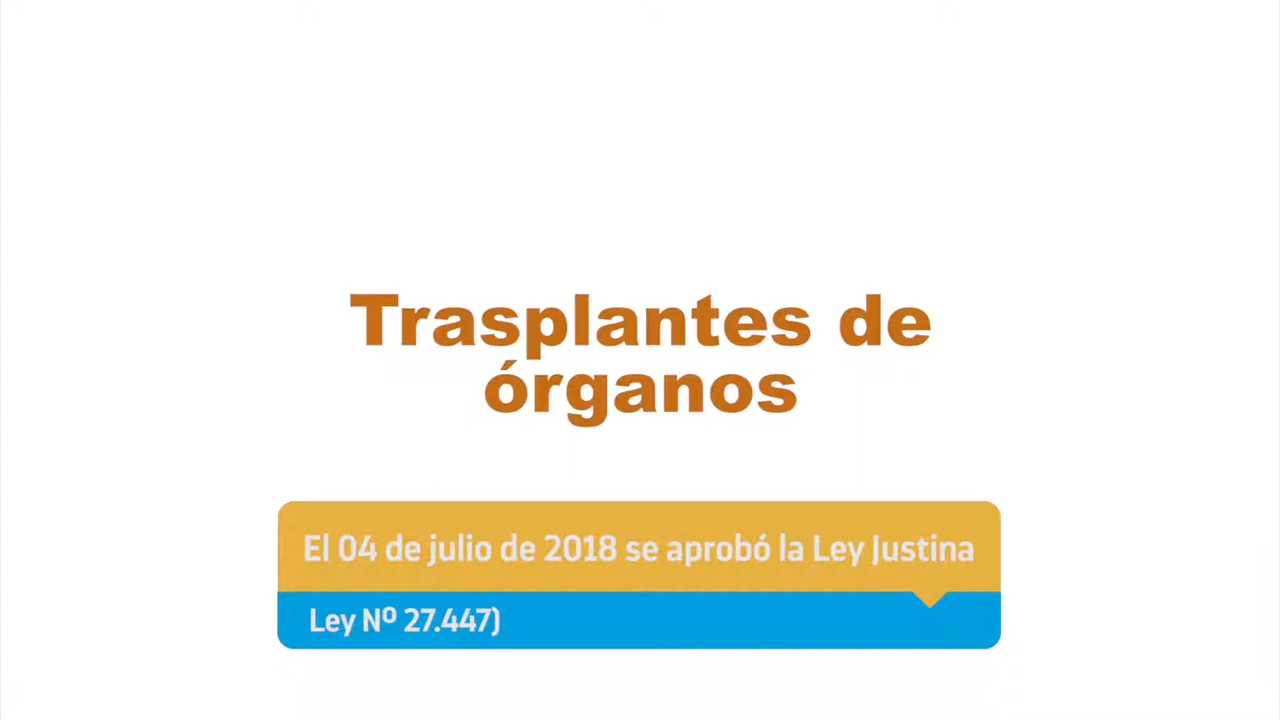 Trasplantes de
órganos
El 04 de julio de 2018 se aprobó la Ley Justina
Ley Nº 27.447)